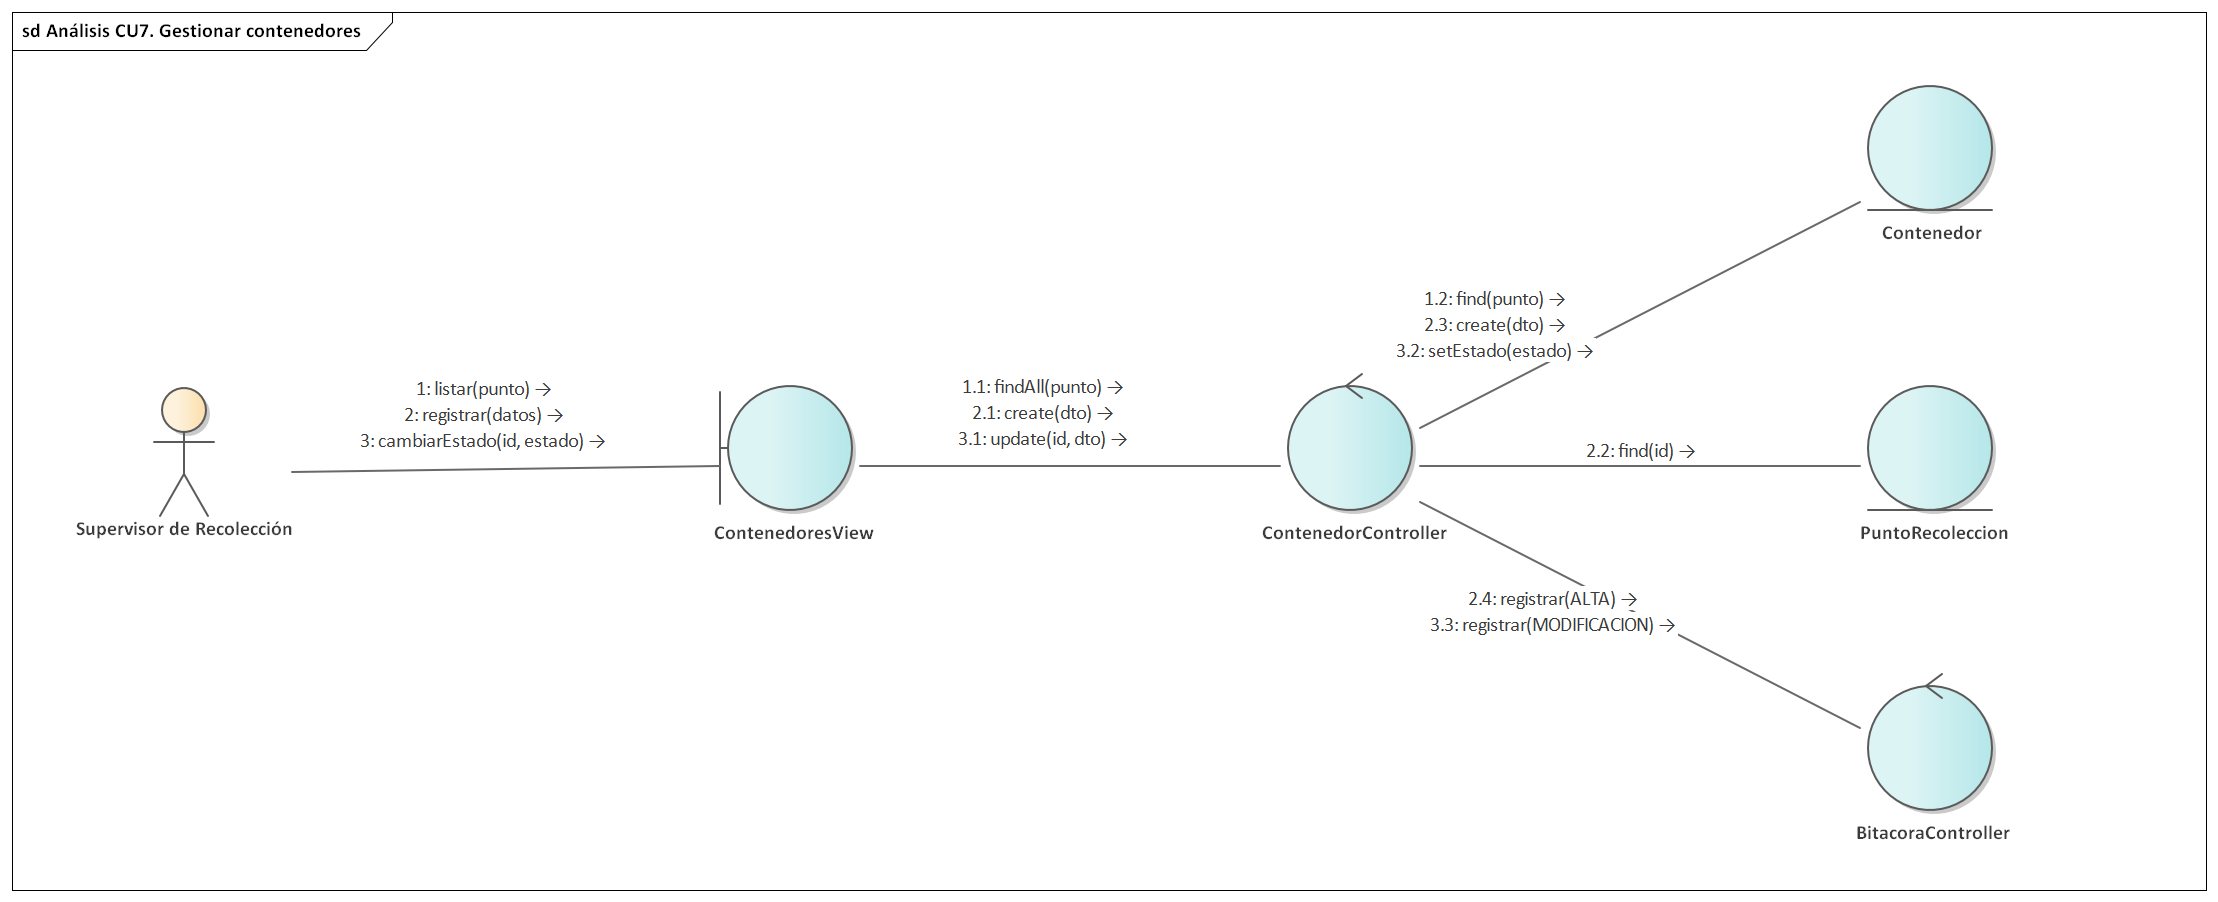 sd Análisis CU7. Gestionar contenedores
Contenedor
1.2: find(punto) →
2.3: create(dto) →
3.2: setEstado(estado) →
1: listar(punto) →
2: registrar(datos) →
3: cambiarEstado(id, estado) →
1.1: findAll(punto) →
2.1: create(dto) →
3.1: update(id, dto) →
2.2: find(id) →
Supervisor de Recolección
ContenedoresView
ContenedorController
PuntoRecoleccion
2.4: registrar(ALTA) →
3.3: registrar(MODIFICACION) →
BitacoraController